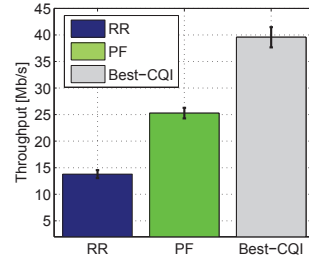 45
40
35
30
25
20
15
10
5
Throughput [Mb/s]
RR
PF
Best-CQI
RR PF Best-CQI